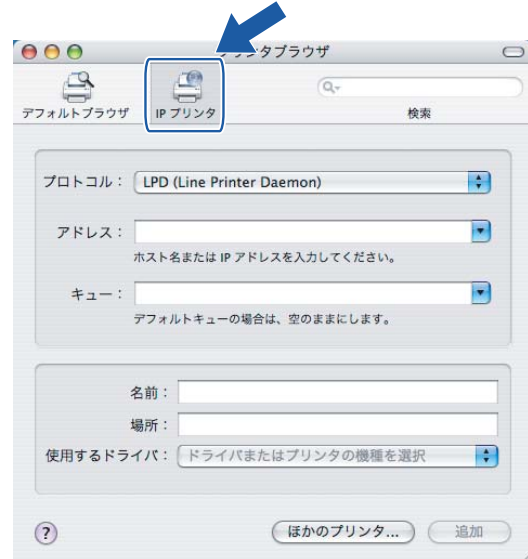 リンタブラウザ
デフォルトブラウザ
IP プリンタ
検索
プロトコル：
LPD (Line Printer Daemon)
アドレス：
ホスト名または IP アドレスを入力してください。
キュー：
デフォルトキューの場合は、空のままにします。
名前：
場所：
使用するドライバ：
ドライバまたはプリンタの機種を選択
?
ほかのプリンタ...
追加